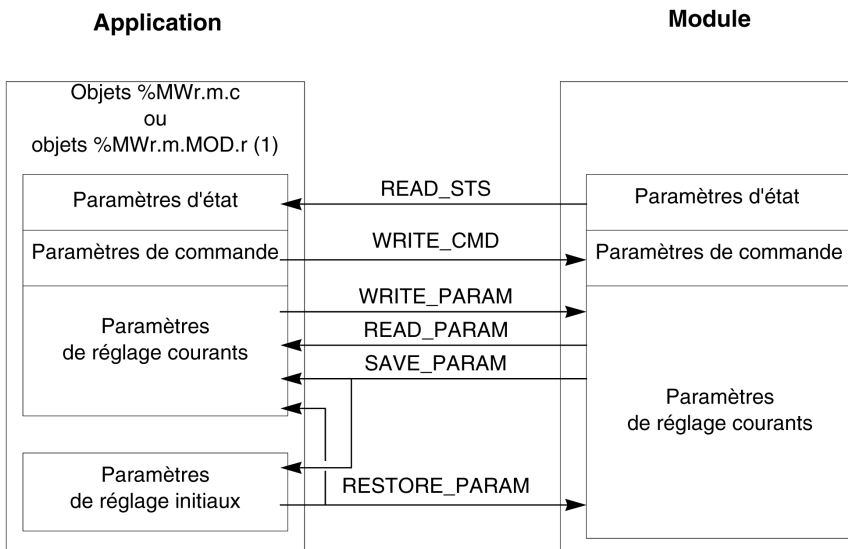 Application
Module
Objets %MWr.m.c
ou
objets %MWr.m.MOD.r (1)
Paramètres d'état
READ_STS
Paramètres d'état
Paramètres de commande
WRITE_CMD
Paramètres de commande
WRITE_PARAM
Paramètres
de réglage courants
READ_PARAM
SAVE_PARAM
Paramètres
de réglage courants
Paramètres
de réglage initiaux
RESTORE_PARAM